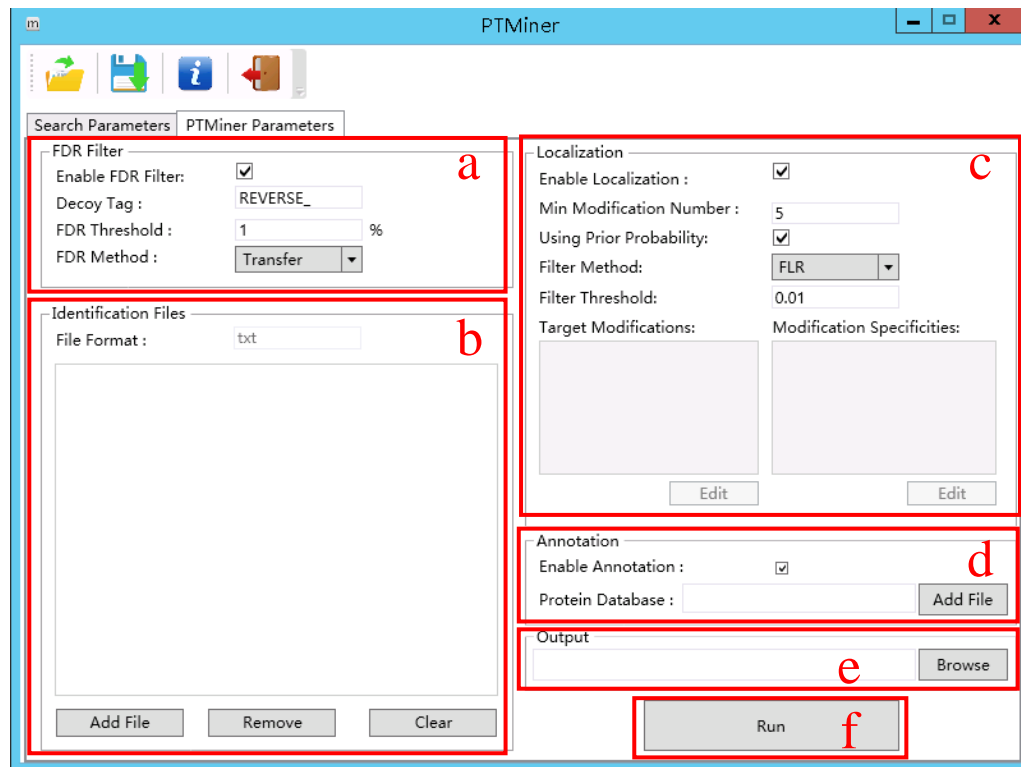 m
PTMiner
x
i
Search Parameters PTMiner Parameters
FDR Filter
a
Enable FDR Filter:
Decoy Tag : REVERSE_
FDR Threshold : 1 %
FDR Method : Transfer
Identification Files
b
File Format : txt
Add File Remove Clear
Localization
c
Enable Localization :
Min Modification Number : 5
Using Prior Probability:
Filter Method: FLR
Filter Threshold: 0.01
Target Modifications: Modification Specificities:
Edit Edit
Annotation
d
Enable Annotation :
Protein Database : Add File
Output
e
Browse
Run
f